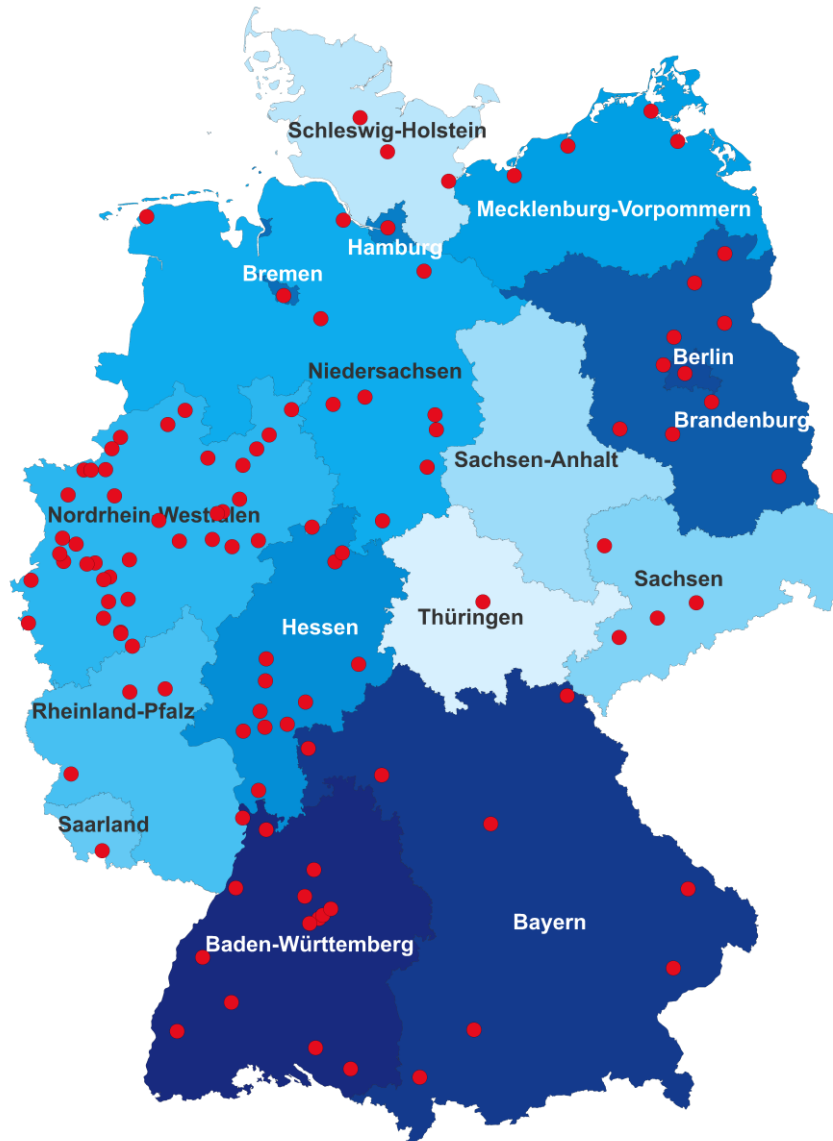 Schleswig-Holstein
Mecklenburg-Vorpommern
Hamburg
Bremen
Berlin
Niedersachsen
Brandenburg
Sachsen-Anhalt
Nordrhein-Westfalen
Sachsen
Thüringen
Hessen
Rheinland-Pfalz
Saarland
Bayern
Baden-Württemberg